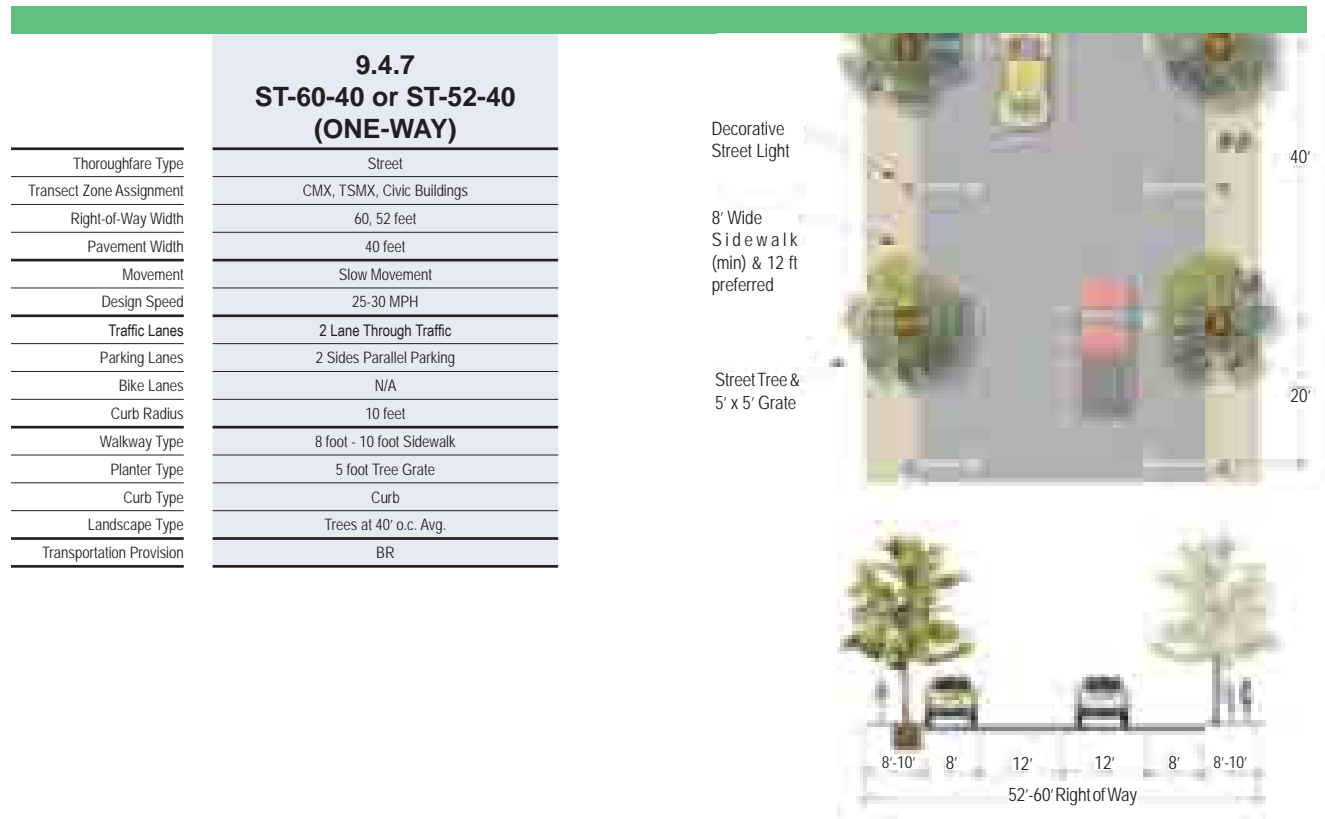 9.4.7
ST-60-40 or ST-52-40
(ONE-WAY)
Thoroughfare Type Street
Transect Zone Assignment CMX, TSMX, Civic Buildings
Right-of-Way Width 60, 52 feet
Pavement Width 40 feet
Movement Slow Movement
Design Speed 25-30 MPH
Traffic Lanes 2 Lane Through Traffic
Parking Lanes 2 Sides Parallel Parking
Bike Lanes N/A
Curb Radius 10 feet
Walkway Type 8 foot - 10 foot Sidewalk
Planter Type 5 foot Tree Grate
Curb Type Curb
Landscape Type Trees at 40' o.c. Avg.
Transportation Provision BR
Decorative
Street Light
8' Wide
Sidewalk
(min) & 12 ft
preferred
Street Tree &
5' x 5' Grate
40'
20'
8'-10' 8' 12' 12' 8' 8'-10'
52'-60' Right of Way